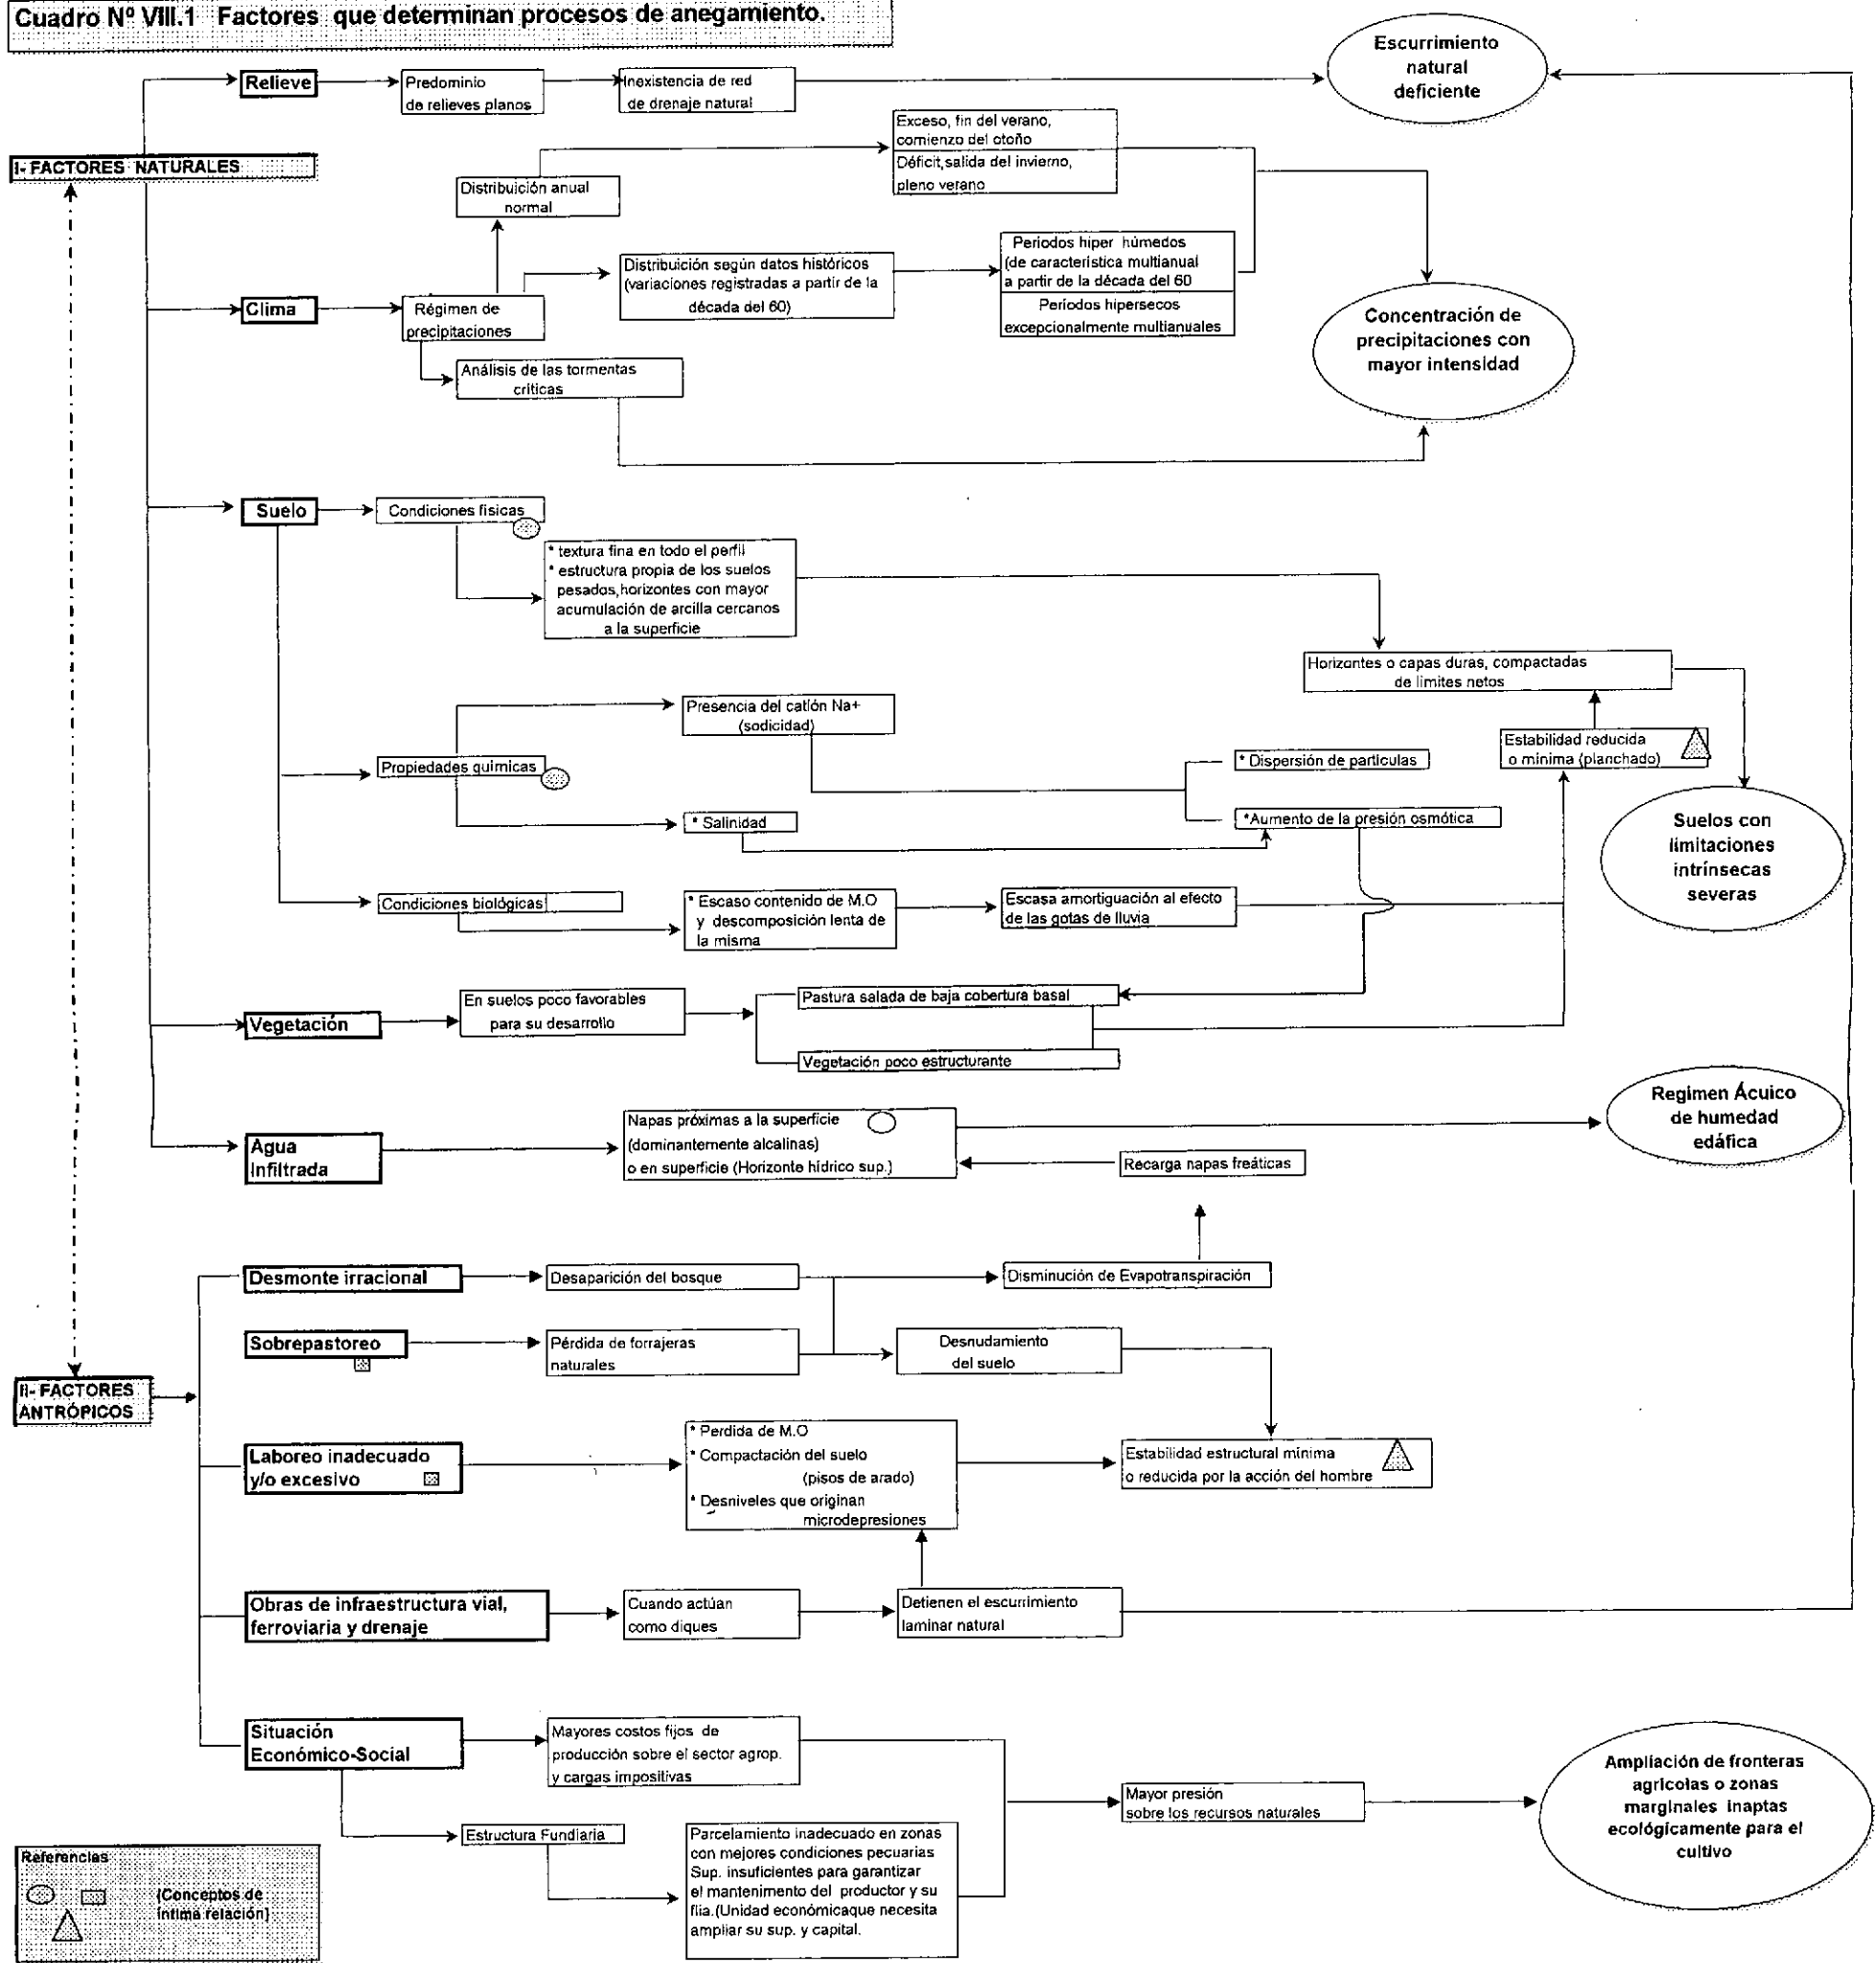 Cuadro Nº VIII.1 Factores que determinan procesos de anegamiento.
Escurrimiento
natural
deficiente
Relieve
Predominio
de relieves planos
Inexistencia de red
de drenaje natural
I- FACTORES NATURALES
Exceso, fin del verano,
comienzo del otoño
Déficit,salida del invierno,
pleno verano
Distribuición anual
normal
Distribuición según datos históricos
(variaciones registradas a partir de la
década del 60)
Periodos hiper húmedos
(de característica multianual
a partir de la década del 60
Períodos hipersecos
excepcionalmente multianuales
Clima
Régimen de
precipitaciones
Concentración de
precipitaciones con
mayor intensidad
Análisis de las tormentas
criticas
Suelo
Condiciones fisicas
* textura fina en todo el perfil
* estructura propia de los suelos
pesados,horizontes con mayor
acumulación de arcilla cercanos
a la superficie
Horizontes o capas duras, compactadas
de limites netos
Presencia del catión Na+
(sodicidad)
Estabilidad reducida
o mínima (planchado)
Propiedades quimicas
* Dispersión de particulas
* Salinidad
*Aumento de la presión osmótica
Suelos con
limitaciones
intrínsecas
severas
Condiciones biológicas
* Escaso contenido de M.O
y descomposición lenta de
la misma
Escasa amortiguación al efecto
de las gotas de lluvia
Vegetación
En suelos poco favorables
para su desarrollo
Pastura salada de baja cobertura basal
Vegetación poco estructurante
Regimen Ácuico
de humedad
edáfica
Agua
Infiltrada
Napas próximas a la superficie
(dominantemente alcalinas)
o en superficie (Horizonte hídrico sup.)
Recarga napas freáticas
Desmonte irracional
Desaparición del bosque
Disminución de Evapotranspiración
Sobrepastoreo
Pérdida de forrajeras
naturales
Desnudamiento
del suelo
II- FACTORES
ANTRÓPICOS
Laboreo inadecuado
y/o excesivo
* Perdida de M.O
* Compactación del suelo
(pisos de arado)
* Desniveles que originan
microdepresiones
Estabilidad estructural mínima
o reducida por la acción del hombre
Obras de infraestructura vial,
ferroviaria y drenaje
Cuando actúan
como diques
Detienen el escurrimiento
laminar natural
Situación
Económico-Social
Mayores costos fijos de
producción sobre el sector agrop.
y cargas impositivas
Mayor presión
sobre los recursos naturales
Ampliación de fronteras
agricolas o zonas
marginales inaptas
ecológicamente para el
cultivo
Estructura Fundiaria
Parcelamiento inadecuado en zonas
con mejores condiciones pecuarias
Sup. insuficientes para garantizar
el mantenimento del productor y su
flia.(Unidad económicaque necesita
ampliar su sup. y capital.
Referencias
(Conceptos de
íntima relación)